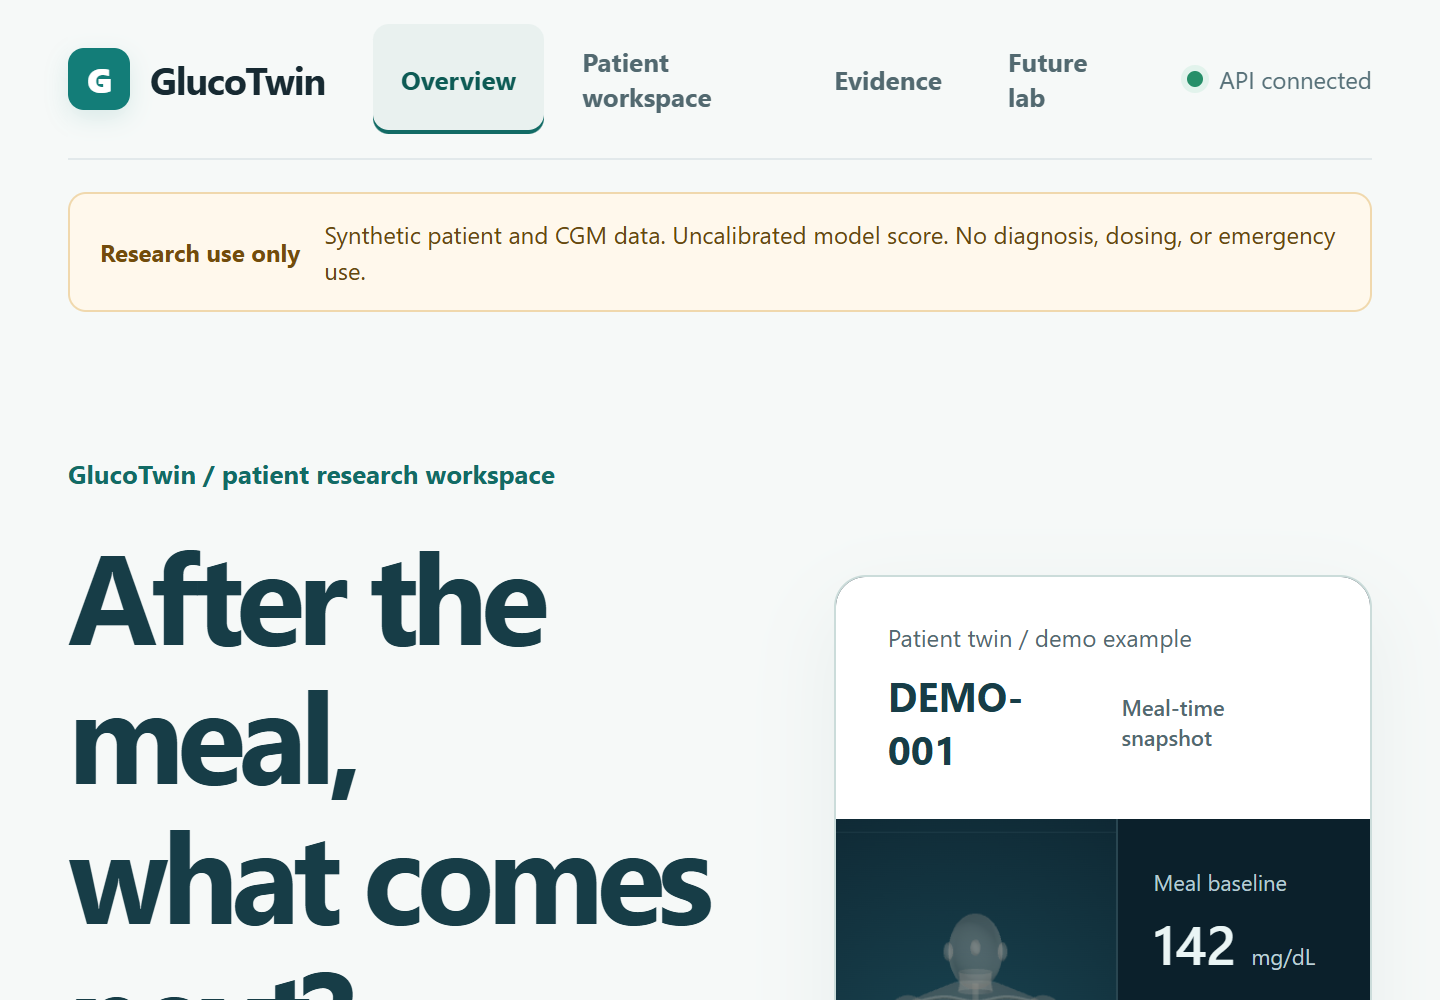 G GlucoTwin
Overview
Patient
workspace
Evidence
Future
lab
API connected
Research use only
Synthetic patient and CGM data. Uncalibrated model score. No diagnosis, dosing, or emergency
use.
GlucoTwin / patient research workspace
After the
meal,
what comes
next?
Patient twin / demo example
DEMO-
001
Meal-time
snapshot
Meal baseline
142 mg/dL